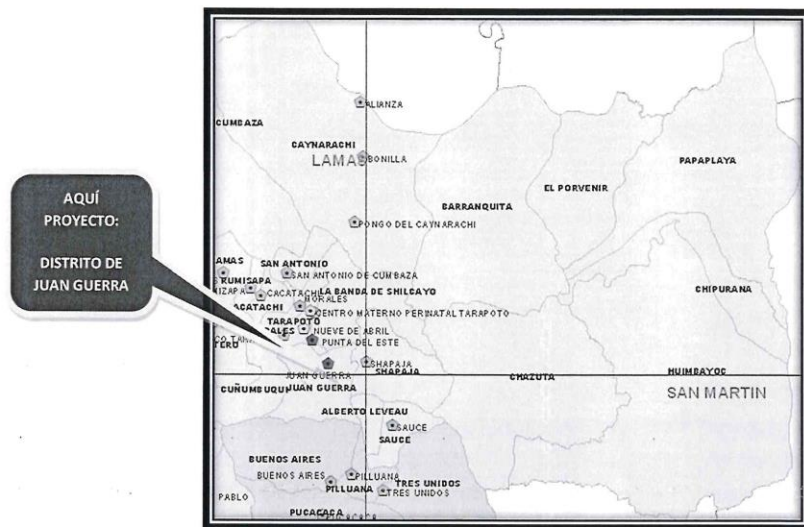 AQUÍ
PROYECTO:
DISTRITO DE
JUAN GUERRA
ALIANZA
CUMBAZA
CAYNARACHI
LAMAS
BONILLA
PAPAPLAYA
EL PORVENIR
BARRANQUITA
PONGO DEL CAYNARACHI
AMAS
SAN ANTONIO
SAN ANTONIO DE CUMBAZA
RUMISAPA
CHIPURANA
CACATACHI
LA BANDA DE SHILCAYO
MORALES
ACATACHI
CENTRO MATERNO PERINATAL TARAPOTO
TARAPOTO
NUEVE DE ABRIL
PUNTA DEL ESTE
SHAPAJA
JUAN GUERRA
SHAPAJA
CHAZUTA
HUIMBAYOC
CUÑUMBUQUI
JUAN GUERRA
SAN MARTIN
ALBERTO LEVEAU
SAUCE
SAUCE
BUENOS AIRES
BUENOS AIRES
PILLUANA
TRES UNIDOS
PILLUANA
TRES UNIDOS
PABLO
PUCACACA